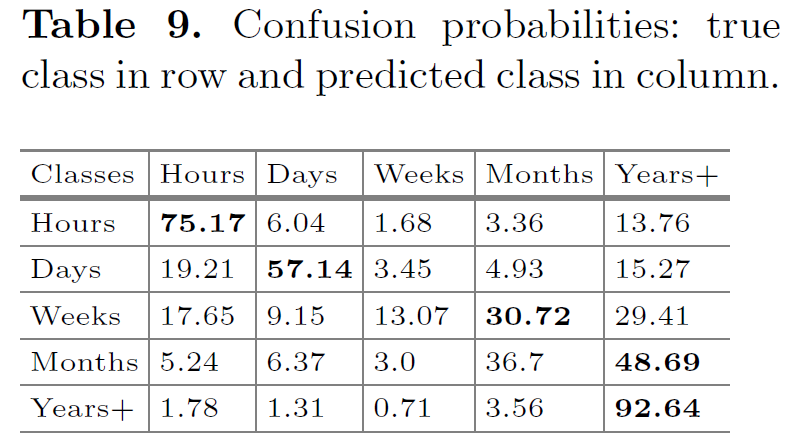 Table 9. Confusion probabilities: true
class in row and predicted class in column.
Classes Hours Days Weeks Months Years+
Hours 75.17 6.04 1.68 3.36 13.76
Days 19.21 57.14 3.45 4.93 15.27
Weeks 17.65 9.15 13.07 30.72 29.41
Months 5.24 6.37 3.0 36.7 48.69
Years+ 1.78 1.31 0.71 3.56 92.64